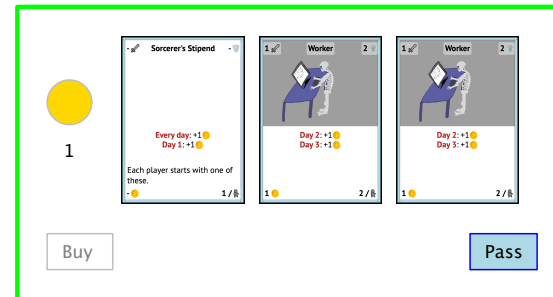 - Sorcerer's Stipend -
Every day: +1
Day 1: +1
Each player starts with one of
these.
- 1 /
1 Worker 2
Day 2: +1
Day 3: +1
1 2 /
1 Worker 2
Day 2: +1
Day 3: +1
1 2 /
1
Buy
Pass